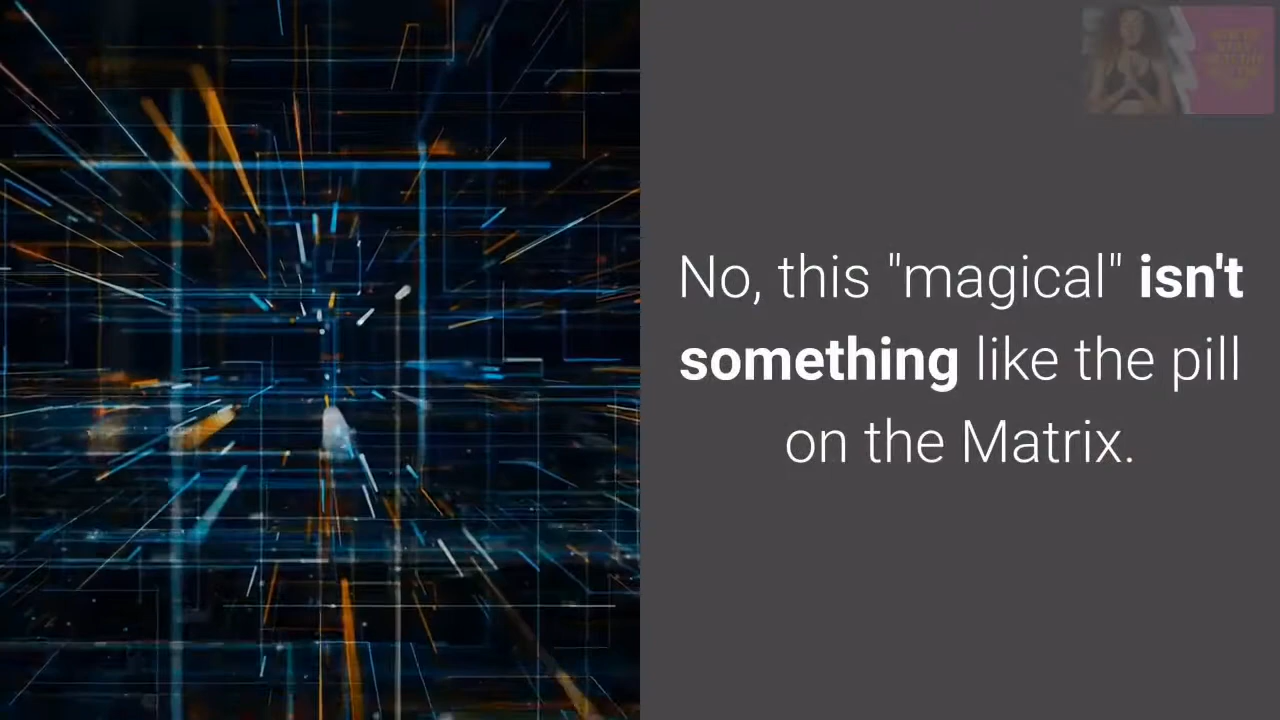 No, this "magical" isn't
something like the pill
on the Matrix.